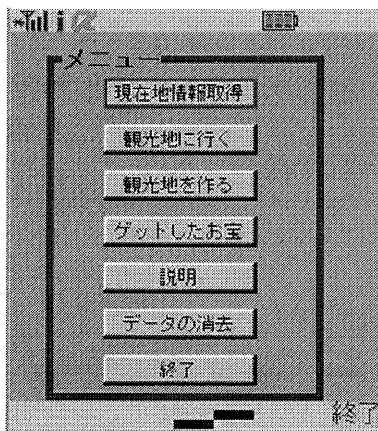 メニュー
現在地情報取得
観光地に行く
観光地を作る
ゲットしたお宝
説明
データの消去
終了
終了